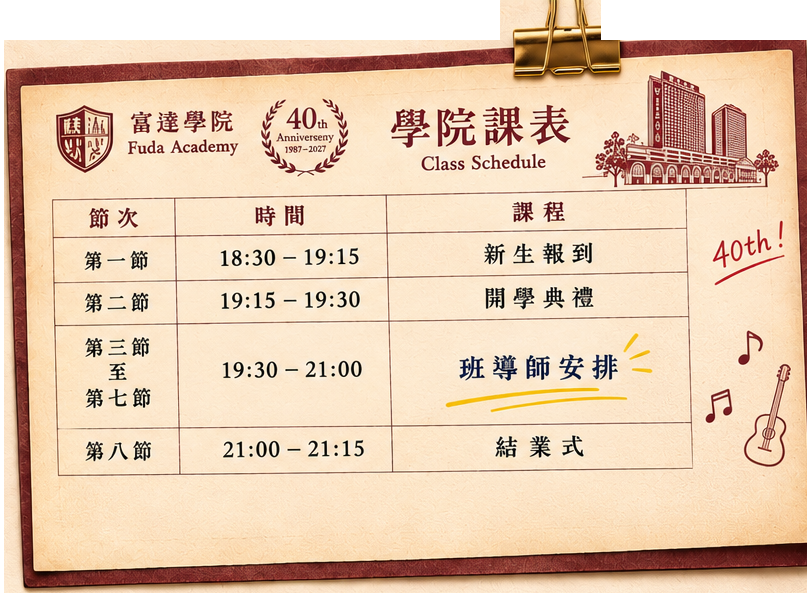 富達學院
Fuda Academy
40th
Anniverseny
1987–2027
學院課表
Class Schedule
節次 時間 課程
第一節 18:30 – 19:15 新生報到
第二節 19:15 – 19:30 開學典禮
第三節
至
第七節
19:30 – 21:00 班導師安排
第八節 21:00 – 21:15 結業式
40th!